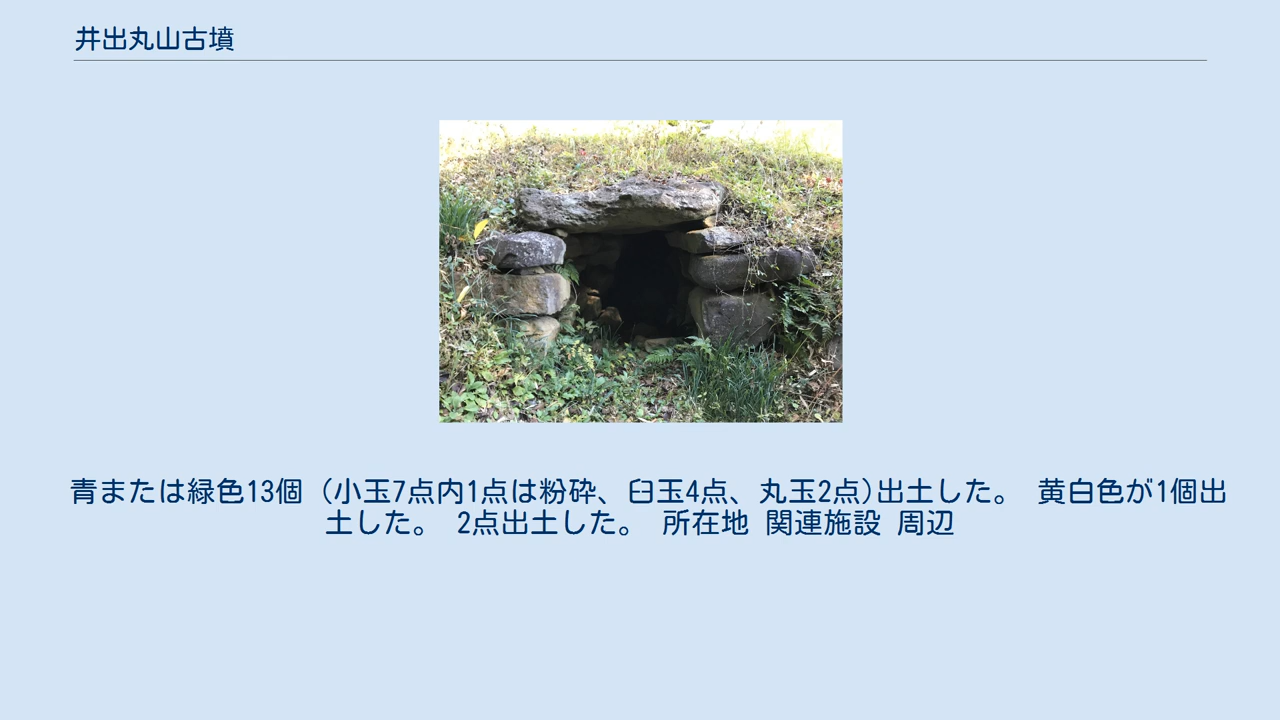 井出丸山古墳
青または緑色13個 (小玉7点内1点は粉砕、臼玉4点、丸玉2点)出土した。 黄白色が1個出
土した。 2点出土した。 所在地 関連施設 周辺